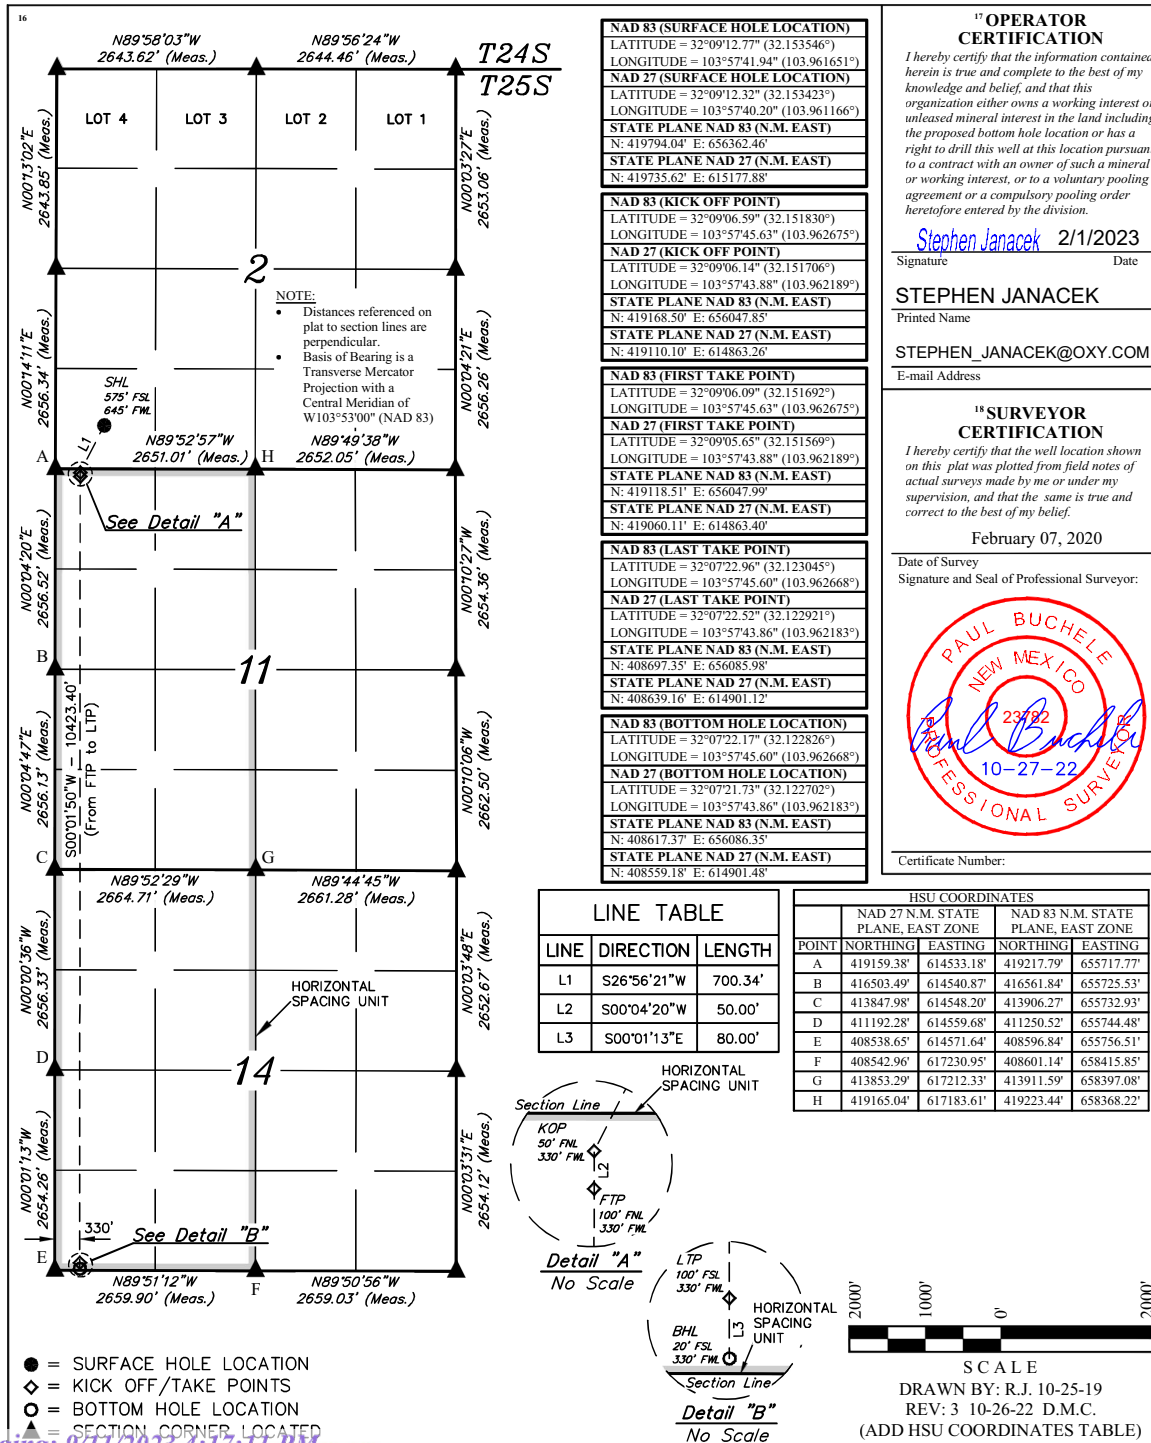 16
N89°58'03"W
2643.62' (Meas.)
N89°56'24"W
2644.46' (Meas.)
T24S
T25S
LOT 4
LOT 3
LOT 2
LOT 1
N00°13'02"E
2643.85' (Meas.)
N00°03'27"E
2653.06' (Meas.)
2
NOTE:
• Distances referenced on
plat to section lines are
perpendicular.
• Basis of Bearing is a
Transverse Mercator
Projection with a
Central Meridian of
W103°53'00" (NAD 83)
N00°14'11"E
2656.34' (Meas.)
N00°04'21"E
2656.26' (Meas.)
SHL
575' FSL
645' FWL
L1
N89°52'57"W
2651.01' (Meas.)
N89°49'38"W
2652.05' (Meas.)
A
H
See Detail "A"
N00°04'20"E
2656.52' (Meas.)
N00°10'27"W
2654.36' (Meas.)
B
11
N00°04'47"E
2656.13' (Meas.)
S00°01'50"W – 10423.40'
(From FTP to LTP)
N00°10'06"W
2662.50' (Meas.)
C
G
N89°52'29"W
2664.71' (Meas.)
N89°44'45"W
2661.28' (Meas.)
N00°00'36"W
2656.33' (Meas.)
HORIZONTAL
SPACING UNIT
N00°03'48"E
2652.67' (Meas.)
D
14
N00°01'13"W
2654.26' (Meas.)
N00°03'31"E
2654.12' (Meas.)
330'
See Detail "B"
E
F
N89°51'12"W
2659.90' (Meas.)
N89°50'56"W
2659.03' (Meas.)
= SURFACE HOLE LOCATION
= KICK OFF/TAKE POINTS
= BOTTOM HOLE LOCATION
= SECTION CORNER LOCATED
9/11/2023 4:17:11 PM
NAD 83 (SURFACE HOLE LOCATION)
LATITUDE = 32°09'12.77" (32.153546°)
LONGITUDE = 103°57'41.94" (103.961651°)
NAD 27 (SURFACE HOLE LOCATION)
LATITUDE = 32°09'12.32" (32.153423°)
LONGITUDE = 103°57'40.20" (103.961166°)
STATE PLANE NAD 83 (N.M. EAST)
N: 419794.04' E: 656362.46'
STATE PLANE NAD 27 (N.M. EAST)
N: 419735.62' E: 615177.88'
NAD 83 (KICK OFF POINT)
LATITUDE = 32°09'06.59" (32.151830°)
LONGITUDE = 103°57'45.63" (103.962675°)
NAD 27 (KICK OFF POINT)
LATITUDE = 32°09'06.14" (32.151706°)
LONGITUDE = 103°57'43.88" (103.962189°)
STATE PLANE NAD 83 (N.M. EAST)
N: 419168.50' E: 656047.85'
STATE PLANE NAD 27 (N.M. EAST)
N: 419110.10' E: 614863.26'
NAD 83 (FIRST TAKE POINT)
LATITUDE = 32°09'06.09" (32.151692°)
LONGITUDE = 103°57'45.63" (103.962675°)
NAD 27 (FIRST TAKE POINT)
LATITUDE = 32°09'05.65" (32.151569°)
LONGITUDE = 103°57'43.88" (103.962189°)
STATE PLANE NAD 83 (N.M. EAST)
N: 419118.51' E: 656047.99'
STATE PLANE NAD 27 (N.M. EAST)
N: 419060.11' E: 614863.40'
NAD 83 (LAST TAKE POINT)
LATITUDE = 32°07'22.96" (32.123045°)
LONGITUDE = 103°57'45.60" (103.962668°)
NAD 27 (LAST TAKE POINT)
LATITUDE = 32°07'22.52" (32.122921°)
LONGITUDE = 103°57'43.86" (103.962183°)
STATE PLANE NAD 83 (N.M. EAST)
N: 408697.35' E: 656085.98'
STATE PLANE NAD 27 (N.M. EAST)
N: 408639.16' E: 614901.12'
NAD 83 (BOTTOM HOLE LOCATION)
LATITUDE = 32°07'22.17" (32.122826°)
LONGITUDE = 103°57'45.60" (103.962668°)
NAD 27 (BOTTOM HOLE LOCATION)
LATITUDE = 32°07'21.73" (32.122702°)
LONGITUDE = 103°57'43.86" (103.962183°)
STATE PLANE NAD 83 (N.M. EAST)
N: 408617.37' E: 656086.35'
STATE PLANE NAD 27 (N.M. EAST)
N: 408559.18' E: 614901.48'
17 OPERATOR
CERTIFICATION
I hereby certify that the information contained
herein is true and complete to the best of my
knowledge and belief, and that this
organization either owns a working interest or
unleased mineral interest in the land including
the proposed bottom hole location or has a
right to drill this well at this location pursuant
to a contract with an owner of such a mineral
or working interest, or to a voluntary pooling
agreement or a compulsory pooling order
heretofore entered by the division.
Stephen Janacek 2/1/2023
Signature Date
STEPHEN JANACEK
Printed Name
STEPHEN_JANACEK@OXY.COM
E-mail Address
18 SURVEYOR
CERTIFICATION
I hereby certify that the well location shown
on this plat was plotted from field notes of
actual surveys made by me or under my
supervision, and that the same is true and
correct to the best of my belief.
February 07, 2020
Date of Survey
Signature and Seal of Professional Surveyor:
PAUL BUCHELE
NEW MEXICO
23782
Paul Buchele
10-27-22
PROFESSIONAL SURVEYOR
Certificate Number:
LINE TABLE
LINE DIRECTION LENGTH
L1 S26°56'21"W 700.34'
L2 S00°04'20"W 50.00'
L3 S00°01'13"E 80.00'
HSU COORDINATES
NAD 27 N.M. STATE PLANE, EAST ZONE NAD 83 N.M. STATE PLANE, EAST ZONE
POINT NORTHING EASTING NORTHING EASTING
A 419159.38' 614533.18' 419217.79' 655717.77'
B 416503.49' 614540.87' 416561.84' 655725.53'
C 413847.98' 614548.20' 413906.27' 655732.93'
D 411192.28' 614559.68' 411250.52' 655744.48'
E 408538.65' 614571.64' 408596.84' 655756.51'
F 408542.96' 617230.95' 408601.14' 658415.85'
G 413853.29' 617212.33' 413911.59' 658397.08'
H 419165.04' 617183.61' 419223.44' 658368.22'
HORIZONTAL
SPACING UNIT
Section Line
KOP
50' FNL
330' FWL
L2
FTP
100' FNL
330' FWL
Detail "A"
No Scale
LTP
100' FSL
330' FWL
HORIZONTAL
SPACING
UNIT
L3
BHL
20' FSL
330' FWL
Section Line
Detail "B"
No Scale
2000'
1000'
0'
2000'
SCALE
DRAWN BY: R.J. 10-25-19
REV: 3 10-26-22 D.M.C.
(ADD HSU COORDINATES TABLE)